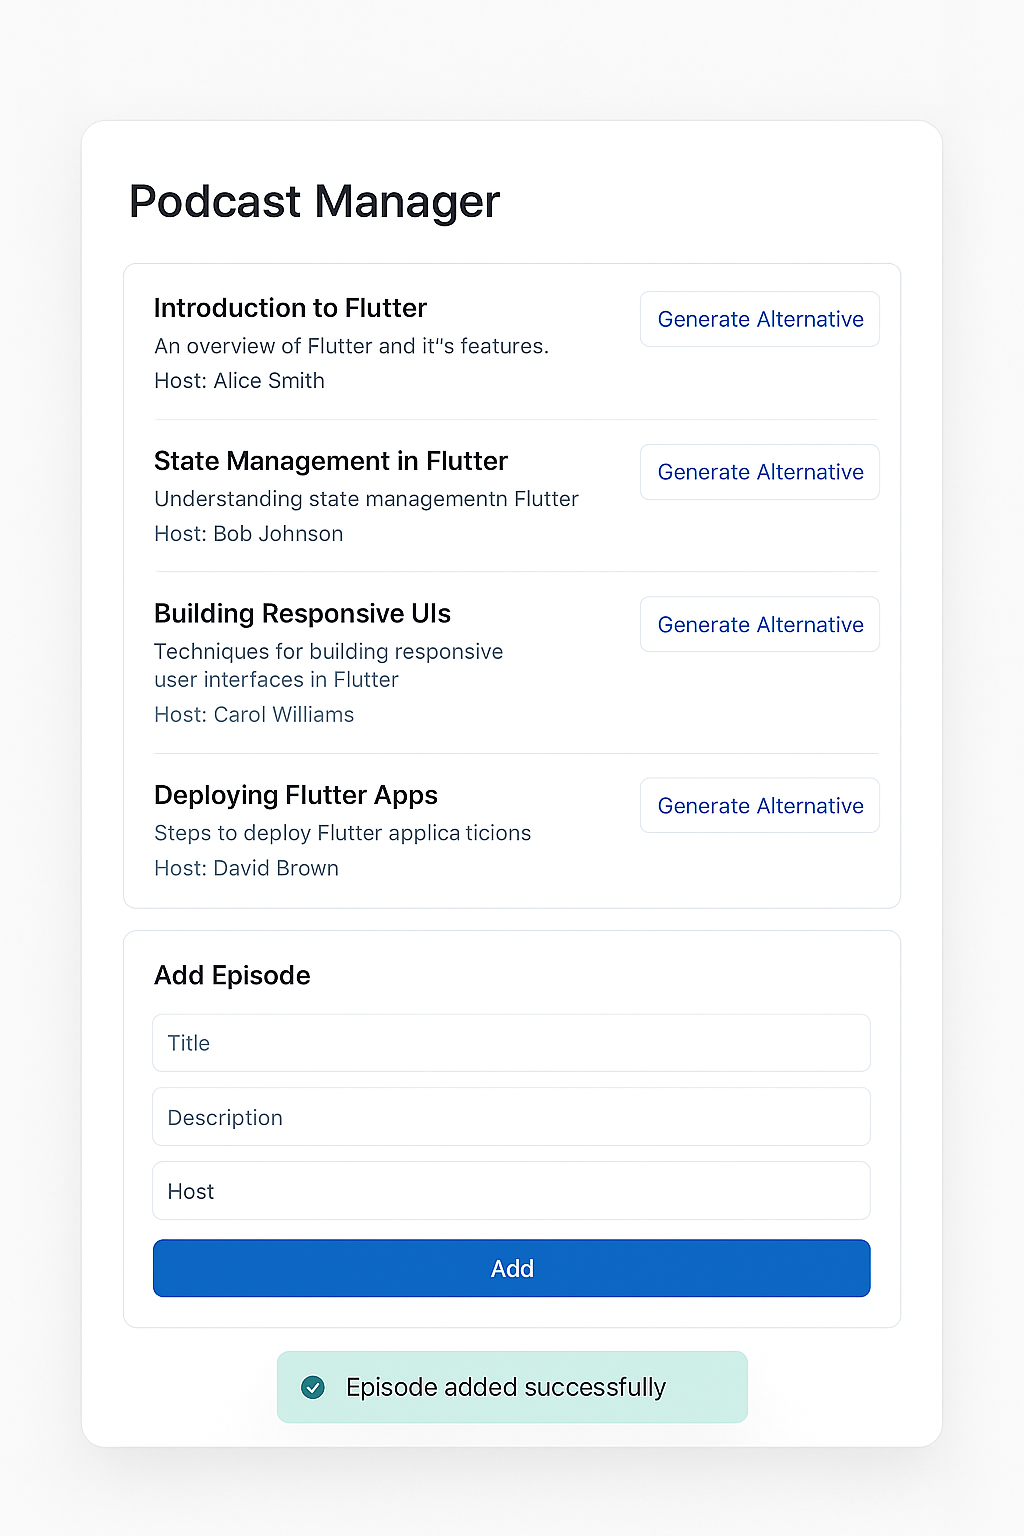 Podcast Manager
Introduction to Flutter
Generate Alternative
An overview of Flutter and it“s features.
Host: Alice Smith
State Management in Flutter
Generate Alternative
Understanding state managementn Flutter
Host: Bob Johnson
Building Responsive UIs
Generate Alternative
Techniques for building responsive
user interfaces in Flutter
Host: Carol Williams
Deploying Flutter Apps
Generate Alternative
Steps to deploy Flutter applica ticions
Host: David Brown
Add Episode
Title
Description
Host
Add
Episode added successfully